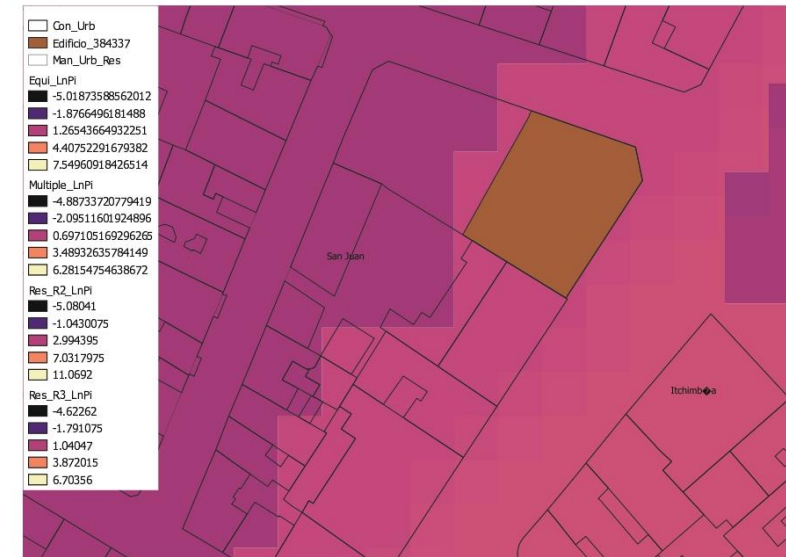 Con_Urb
Edificio_384337
Man_Urb_Res
Equi_LnPi
-5.01873588562012
-1.8766496181488
1.26543664932251
4.40752291679382
7.54960918426514
Multiple_LnPi
-4.88733720779419
-2.09511601924896
0.697105169296265
3.48932635784149
6.28154754638672
Res_R2_LnPi
-5.08041
-1.0430075
2.994395
7.0317975
11.0692
Res_R3_LnPi
-4.62262
-1.791075
1.04047
3.872015
6.70356
San Juan
Itchimb�a